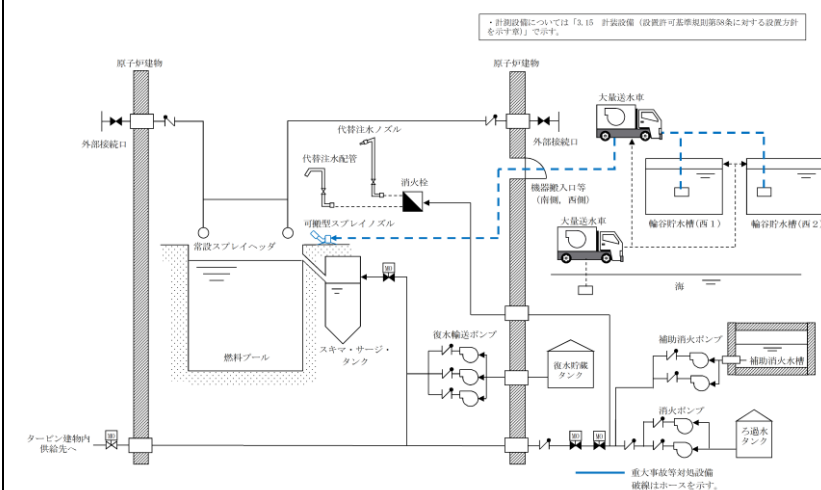 ・計測設備については「3.15 計装設備（設置許可基準規則第58条に対する設置方針
を示す章）」で示す。
原子炉建物
原子炉建物
大量送水車
外部接続口
外部接続口
代替注水ノズル
代替注水配管
消火栓
機器搬入口等
（南側，西側）
輪谷貯水槽(西1)
輪谷貯水槽(西2)
可搬型スプレイノズル
大量送水車
常設スプレイヘッダ
海
燃料プール
スキマ・サージ・
タンク
MO
復水輸送ポンプ
復水貯蔵
タンク
補助消火ポンプ
補助消火水槽
消火ポンプ
ろ過水
タンク
タービン建物内
供給先へ
MO
MO
MO
重大事故等対処設備
破線はホースを示す。